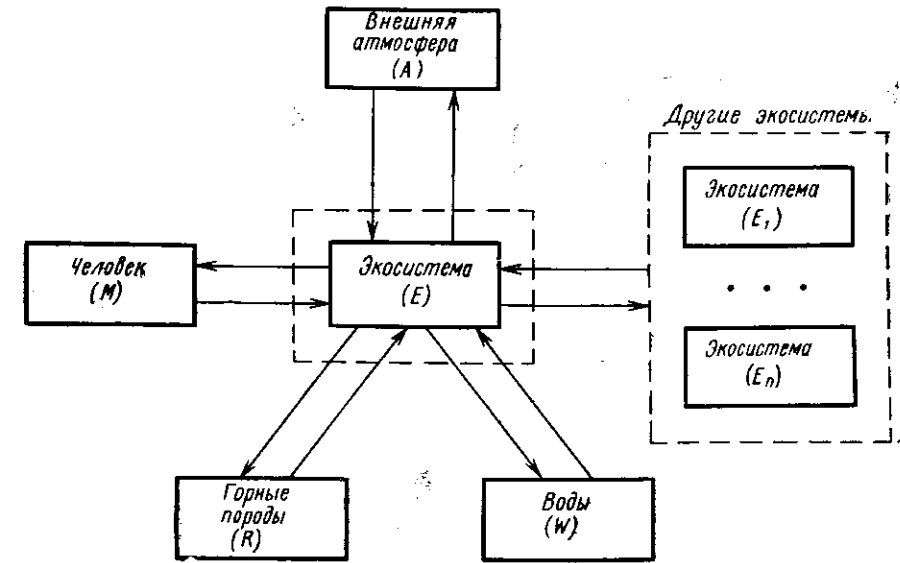 Внешняя
атмосфера
(A)
Другие экосистемы
Экосистема
(E₁)
Человек
(M)
Экосистема
(E)
• • •
Экосистема
(Eₙ)
Горные
породы
(R)
Воды
(W)